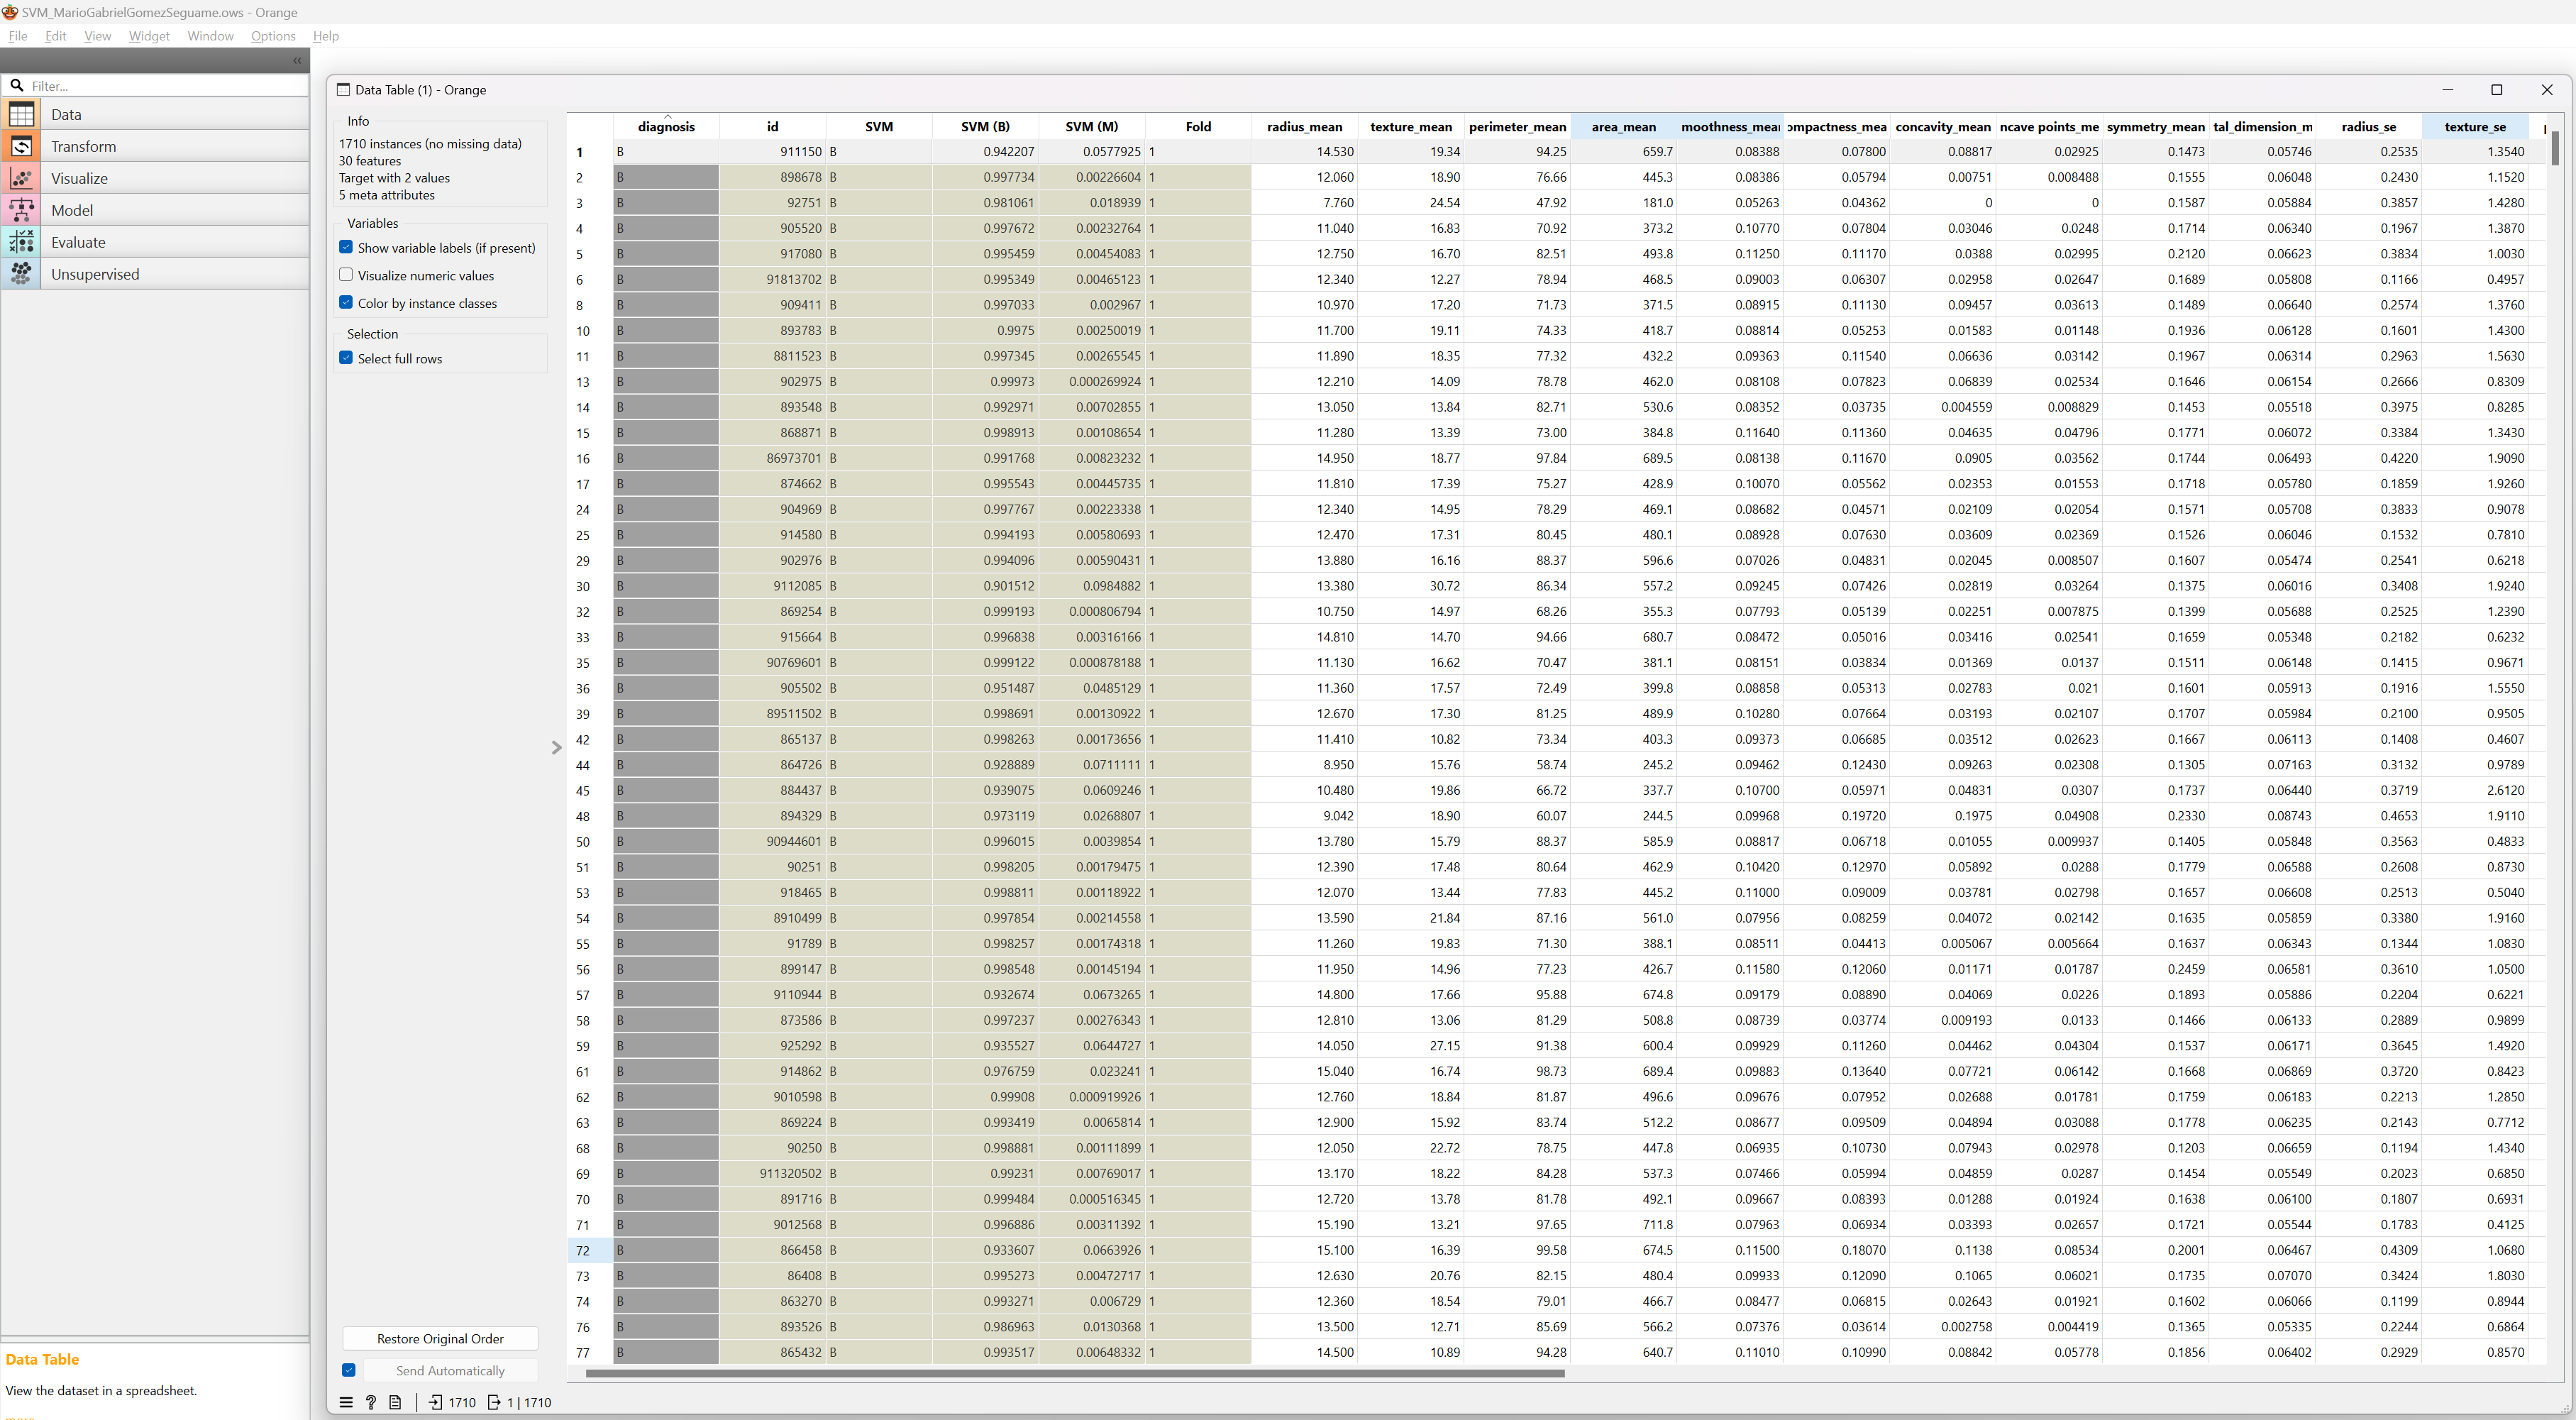 SVM_MarioGabrielGomezSeguame.ows - Orange
File Edit View Widget Window Options Help
Filter...
Data
Transform
Visualize
Model
Evaluate
Unsupervised
Data Table
View the dataset in a spreadsheet.
Data Table (1) - Orange
Info
1710 instances (no missing data)
30 features
Target with 2 values
5 meta attributes
Variables
Show variable labels (if present)
Visualize numeric values
Color by instance classes
Selection
Select full rows
Restore Original Order
Send Automatically
1710 1 | 1710
diagnosis id SVM SVM (B) SVM (M) Fold radius_mean texture_mean perimeter_mean area_mean moothness_mea ompactness_mea concavity_mean ncave points_me symmetry_mean tal_dimension_m radius_se texture_se
1 B 911150 B 0.942207 0.0577925 1 14.530 19.34 94.25 659.7 0.08388 0.07800 0.08817 0.02925 0.1473 0.05746 0.2535 1.3540
2 B 898678 B 0.997734 0.00226604 1 12.060 18.90 76.66 445.3 0.08386 0.05794 0.00751 0.008488 0.1555 0.06048 0.2430 1.1520
3 B 92751 B 0.981061 0.018939 1 7.760 24.54 47.92 181.0 0.05263 0.04362 0 0 0.1587 0.05884 0.3857 1.4280
4 B 905520 B 0.997672 0.00232764 1 11.040 16.83 70.92 373.2 0.10770 0.07804 0.03046 0.0248 0.1714 0.06340 0.1967 1.3870
5 B 917080 B 0.995459 0.00454083 1 12.750 16.70 82.51 493.8 0.11250 0.11170 0.0388 0.02995 0.2120 0.06623 0.3834 1.0030
6 B 91813702 B 0.995349 0.00465123 1 12.340 12.27 78.94 468.5 0.09003 0.06307 0.02958 0.02647 0.1689 0.05808 0.1166 0.4957
8 B 909411 B 0.997033 0.002967 1 10.970 17.20 71.73 371.5 0.08915 0.11130 0.09457 0.03613 0.1489 0.06640 0.2574 1.3760
10 B 893783 B 0.9975 0.00250019 1 11.700 19.11 74.33 418.7 0.08814 0.05253 0.01583 0.01148 0.1936 0.06128 0.1601 1.4300
11 B 8811523 B 0.997345 0.00265545 1 11.890 18.35 77.32 432.2 0.09363 0.11540 0.06636 0.03142 0.1967 0.06314 0.2963 1.5630
13 B 902975 B 0.99973 0.000269924 1 12.210 14.09 78.78 462.0 0.08108 0.07823 0.06839 0.02534 0.1646 0.06154 0.2666 0.8309
14 B 893548 B 0.992971 0.00702855 1 13.050 13.84 82.71 530.6 0.08352 0.03735 0.004559 0.008829 0.1453 0.05518 0.3975 0.8285
15 B 868871 B 0.998913 0.00108654 1 11.280 13.39 73.00 384.8 0.11640 0.11360 0.04635 0.04796 0.1771 0.06072 0.3384 1.3430
16 B 86973701 B 0.991768 0.00823232 1 14.950 18.77 97.84 689.5 0.08138 0.11670 0.0905 0.03562 0.1744 0.06493 0.4220 1.9090
17 B 874662 B 0.995543 0.00445735 1 11.810 17.39 75.27 428.9 0.10070 0.05562 0.02353 0.01553 0.1718 0.05780 0.1859 1.9260
24 B 904969 B 0.997767 0.00223338 1 12.340 14.95 78.29 469.1 0.08682 0.04571 0.02109 0.02054 0.1571 0.05708 0.3833 0.9078
25 B 914580 B 0.994193 0.00580693 1 12.470 17.31 80.45 480.1 0.08928 0.07630 0.03609 0.02369 0.1526 0.06046 0.1532 0.7810
29 B 902976 B 0.994096 0.00590431 1 13.880 16.16 88.37 596.6 0.07026 0.04831 0.02045 0.008507 0.1607 0.05474 0.2541 0.6218
30 B 9112085 B 0.901512 0.0984882 1 13.380 30.72 86.34 557.2 0.09245 0.07426 0.02819 0.03264 0.1375 0.06016 0.3408 1.9240
32 B 869254 B 0.999193 0.000806794 1 10.750 14.97 68.26 355.3 0.07793 0.05139 0.02251 0.007875 0.1399 0.05688 0.2525 1.2390
33 B 915664 B 0.996838 0.00316166 1 14.810 14.70 94.66 680.7 0.08472 0.05016 0.03416 0.02541 0.1659 0.05348 0.2182 0.6232
35 B 90769601 B 0.999122 0.000878188 1 11.130 16.62 70.47 381.1 0.08151 0.03834 0.01369 0.0137 0.1511 0.06148 0.1415 0.9671
36 B 905502 B 0.951487 0.0485129 1 11.360 17.57 72.49 399.8 0.08858 0.05313 0.02783 0.021 0.1601 0.05913 0.1916 1.5550
39 B 89511502 B 0.998691 0.00130922 1 12.670 17.30 81.25 489.9 0.10280 0.07664 0.03193 0.02107 0.1707 0.05984 0.2100 0.9505
42 B 865137 B 0.998263 0.00173656 1 11.410 10.82 73.34 403.3 0.09373 0.06685 0.03512 0.02623 0.1667 0.06113 0.1408 0.4607
44 B 864726 B 0.928889 0.0711111 1 8.950 15.76 58.74 245.2 0.09462 0.12430 0.09263 0.02308 0.1305 0.07163 0.3132 0.9789
45 B 884437 B 0.939075 0.0609246 1 10.480 19.86 66.72 337.7 0.10700 0.05971 0.04831 0.0307 0.1737 0.06440 0.3719 2.6120
48 B 894329 B 0.973119 0.0268807 1 9.042 18.90 60.07 244.5 0.09968 0.19720 0.1975 0.04908 0.2330 0.08743 0.4653 1.9110
50 B 90944601 B 0.996015 0.0039854 1 13.780 15.79 88.37 585.9 0.08817 0.06718 0.01055 0.009937 0.1405 0.05848 0.3563 0.4833
51 B 90251 B 0.998205 0.00179475 1 12.390 17.48 80.64 462.9 0.10420 0.12970 0.05892 0.0288 0.1779 0.06588 0.2608 0.8730
53 B 918465 B 0.998811 0.00118922 1 12.070 13.44 77.83 445.2 0.11000 0.09009 0.03781 0.02798 0.1657 0.06608 0.2513 0.5040
54 B 8910499 B 0.997854 0.00214558 1 13.590 21.84 87.16 561.0 0.07956 0.08259 0.04072 0.02142 0.1635 0.05859 0.3380 1.9160
55 B 91789 B 0.998257 0.00174318 1 11.260 19.83 71.30 388.1 0.08511 0.04413 0.005067 0.005664 0.1637 0.06343 0.1344 1.0830
56 B 899147 B 0.998548 0.00145194 1 11.950 14.96 77.23 426.7 0.11580 0.12060 0.01171 0.01787 0.2459 0.06581 0.3610 1.0500
57 B 9110944 B 0.932674 0.0673265 1 14.800 17.66 95.88 674.8 0.09179 0.08890 0.04069 0.0226 0.1893 0.05886 0.2204 0.6221
58 B 873586 B 0.997237 0.00276343 1 12.810 13.06 81.29 508.8 0.08739 0.03774 0.009193 0.0133 0.1466 0.06133 0.2889 0.9899
59 B 925292 B 0.935527 0.0644727 1 14.050 27.15 91.38 600.4 0.09929 0.11260 0.04462 0.04304 0.1537 0.06171 0.3645 1.4920
61 B 914862 B 0.976759 0.023241 1 15.040 16.74 98.73 689.4 0.09883 0.13640 0.07721 0.06142 0.1668 0.06869 0.3720 0.8423
62 B 9010598 B 0.99908 0.000919926 1 12.760 18.84 81.87 496.6 0.09676 0.07952 0.02688 0.01781 0.1759 0.06183 0.2213 1.2850
63 B 869224 B 0.993419 0.0065814 1 12.900 15.92 83.74 512.2 0.08677 0.09509 0.04894 0.03088 0.1778 0.06235 0.2143 0.7712
68 B 90250 B 0.998881 0.00111899 1 12.050 22.72 78.75 447.8 0.06935 0.10730 0.07943 0.02978 0.1203 0.06659 0.1194 1.4340
69 B 911320502 B 0.99231 0.00769017 1 13.170 18.22 84.28 537.3 0.07466 0.05994 0.04859 0.0287 0.1454 0.05549 0.2023 0.6850
70 B 891716 B 0.999484 0.000516345 1 12.720 13.78 81.78 492.1 0.09667 0.08393 0.01288 0.01924 0.1638 0.06100 0.1807 0.6931
71 B 9012568 B 0.996886 0.00311392 1 15.190 13.21 97.65 711.8 0.07963 0.06934 0.03393 0.02657 0.1721 0.05544 0.1783 0.4125
72 B 866458 B 0.933607 0.0663926 1 15.100 16.39 99.58 674.5 0.11500 0.18070 0.1138 0.08534 0.2001 0.06467 0.4309 1.0680
73 B 86408 B 0.995273 0.00472717 1 12.630 20.76 82.15 480.4 0.09933 0.12090 0.1065 0.06021 0.1735 0.07070 0.3424 1.8030
74 B 863270 B 0.993271 0.006729 1 12.360 18.54 79.01 466.7 0.08477 0.06815 0.02643 0.01921 0.1602 0.06066 0.1199 0.8944
76 B 893526 B 0.986963 0.0130368 1 13.500 12.71 85.69 566.2 0.07376 0.03614 0.002758 0.004419 0.1365 0.05335 0.2244 0.6864
77 B 865432 B 0.993517 0.00648332 1 14.500 10.89 94.28 640.7 0.11010 0.10990 0.08842 0.05778 0.1856 0.06402 0.2929 0.8570